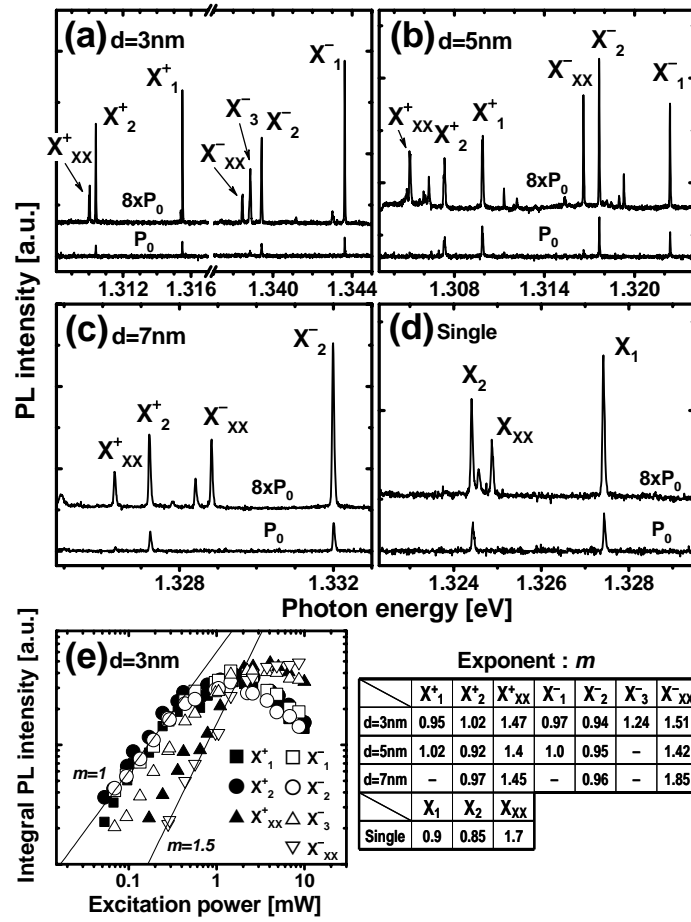 PL intensity [a.u.]
(a) d=3nm
X⁺XX
X⁺2
X⁺1
X⁻XX
X⁻3
X⁻2
X⁻1
8xP0
P0
1.312 1.316 1.340 1.344
(b) d=5nm
X⁺XX
X⁺2
X⁺1
X⁻XX
X⁻2
X⁻1
8xP0
P0
1.308 1.314 1.320
(c) d=7nm
X⁺XX
X⁺2
X⁻XX
X⁻2
8xP0
P0
1.328 1.332
(d) Single
X2
XXX
X1
8xP0
P0
1.324 1.326 1.328
Photon energy [eV]
Integral PL intensity [a.u.]
(e) d=3nm
m=1
m=1.5
X⁺1 X⁻1
X⁺2 X⁻2
X⁺XX X⁻3
X⁻XX
0.1 1 10
Excitation power [mW]
Exponent : m
X⁺1 X⁺2 X⁺XX X⁻1 X⁻2 X⁻3 X⁻XX
d=3nm 0.95 1.02 1.47 0.97 0.94 1.24 1.51
d=5nm 1.02 0.92 1.4 1.0 0.95 – 1.42
d=7nm – 0.97 1.45 – 0.96 – 1.85
X1 X2 XXX
Single 0.9 0.85 1.7